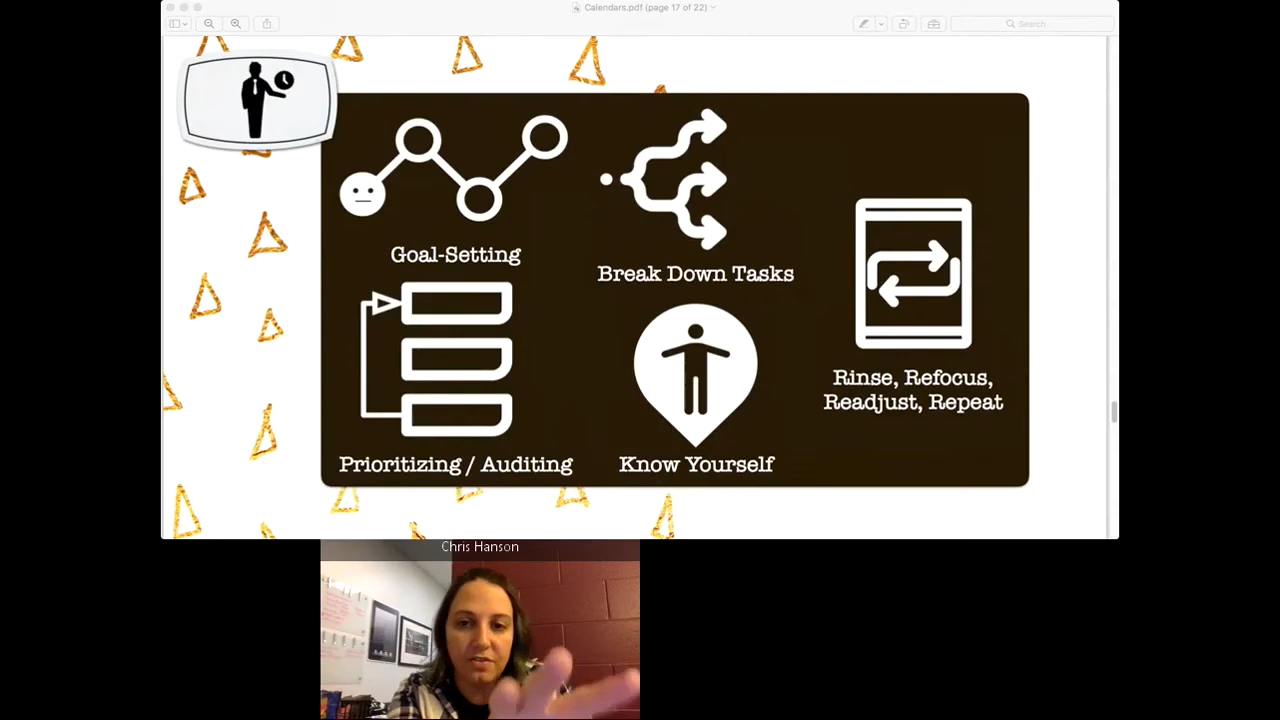 Calendars.pdf (page 17 of 22)
Search
Goal-Setting
Break Down Tasks
Rinse, Refocus,
Readjust, Repeat
Prioritizing / Auditing
Know Yourself
Chris Hanson